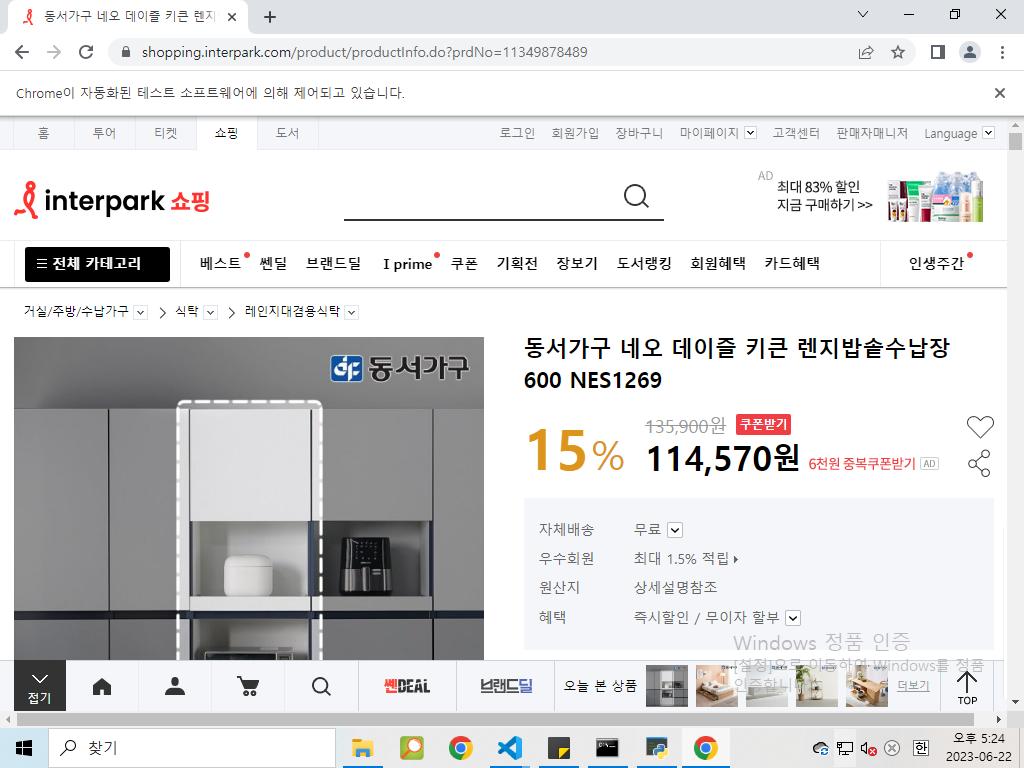 동서가구 네오 데이즐 키큰 렌지
shopping.interpark.com/product/productInfo.do?prdNo=11349878489
Chrome이 자동화된 테스트 소프트웨어에 의해 제어되고 있습니다.
홈 투어 티켓 쇼핑 도서 로그인 회원가입 장바구니 마이페이지 고객센터 판매자매니저 Language
interpark 쇼핑
AD 최대 83% 할인
지금 구매하기 >>
전체 카테고리 베스트 쎈딜 브랜드딜 I prime 쿠폰 기획전 장보기 도서랭킹 회원혜택 카드혜택 인생주간
거실/주방/수납가구 식탁 레인지대겸용식탁
동서가구
동서가구 네오 데이즐 키큰 렌지밥솥수납장
600 NES1269
15% 135,900원 쿠폰받기
114,570원 6천원 중복쿠폰받기 AD
자체배송 무료
우수회원 최대 1.5% 적립
원산지 상세설명참조
혜택 즉시할인 / 무이자 할부
Windows 정품 인증
[설정]으로 이동하여 Windows를 정품
인증합니다.
접기 쎈DEAL 브랜드딜 오늘 본 상품 더보기 TOP
찾기
한
오후 5:24
2023-06-22